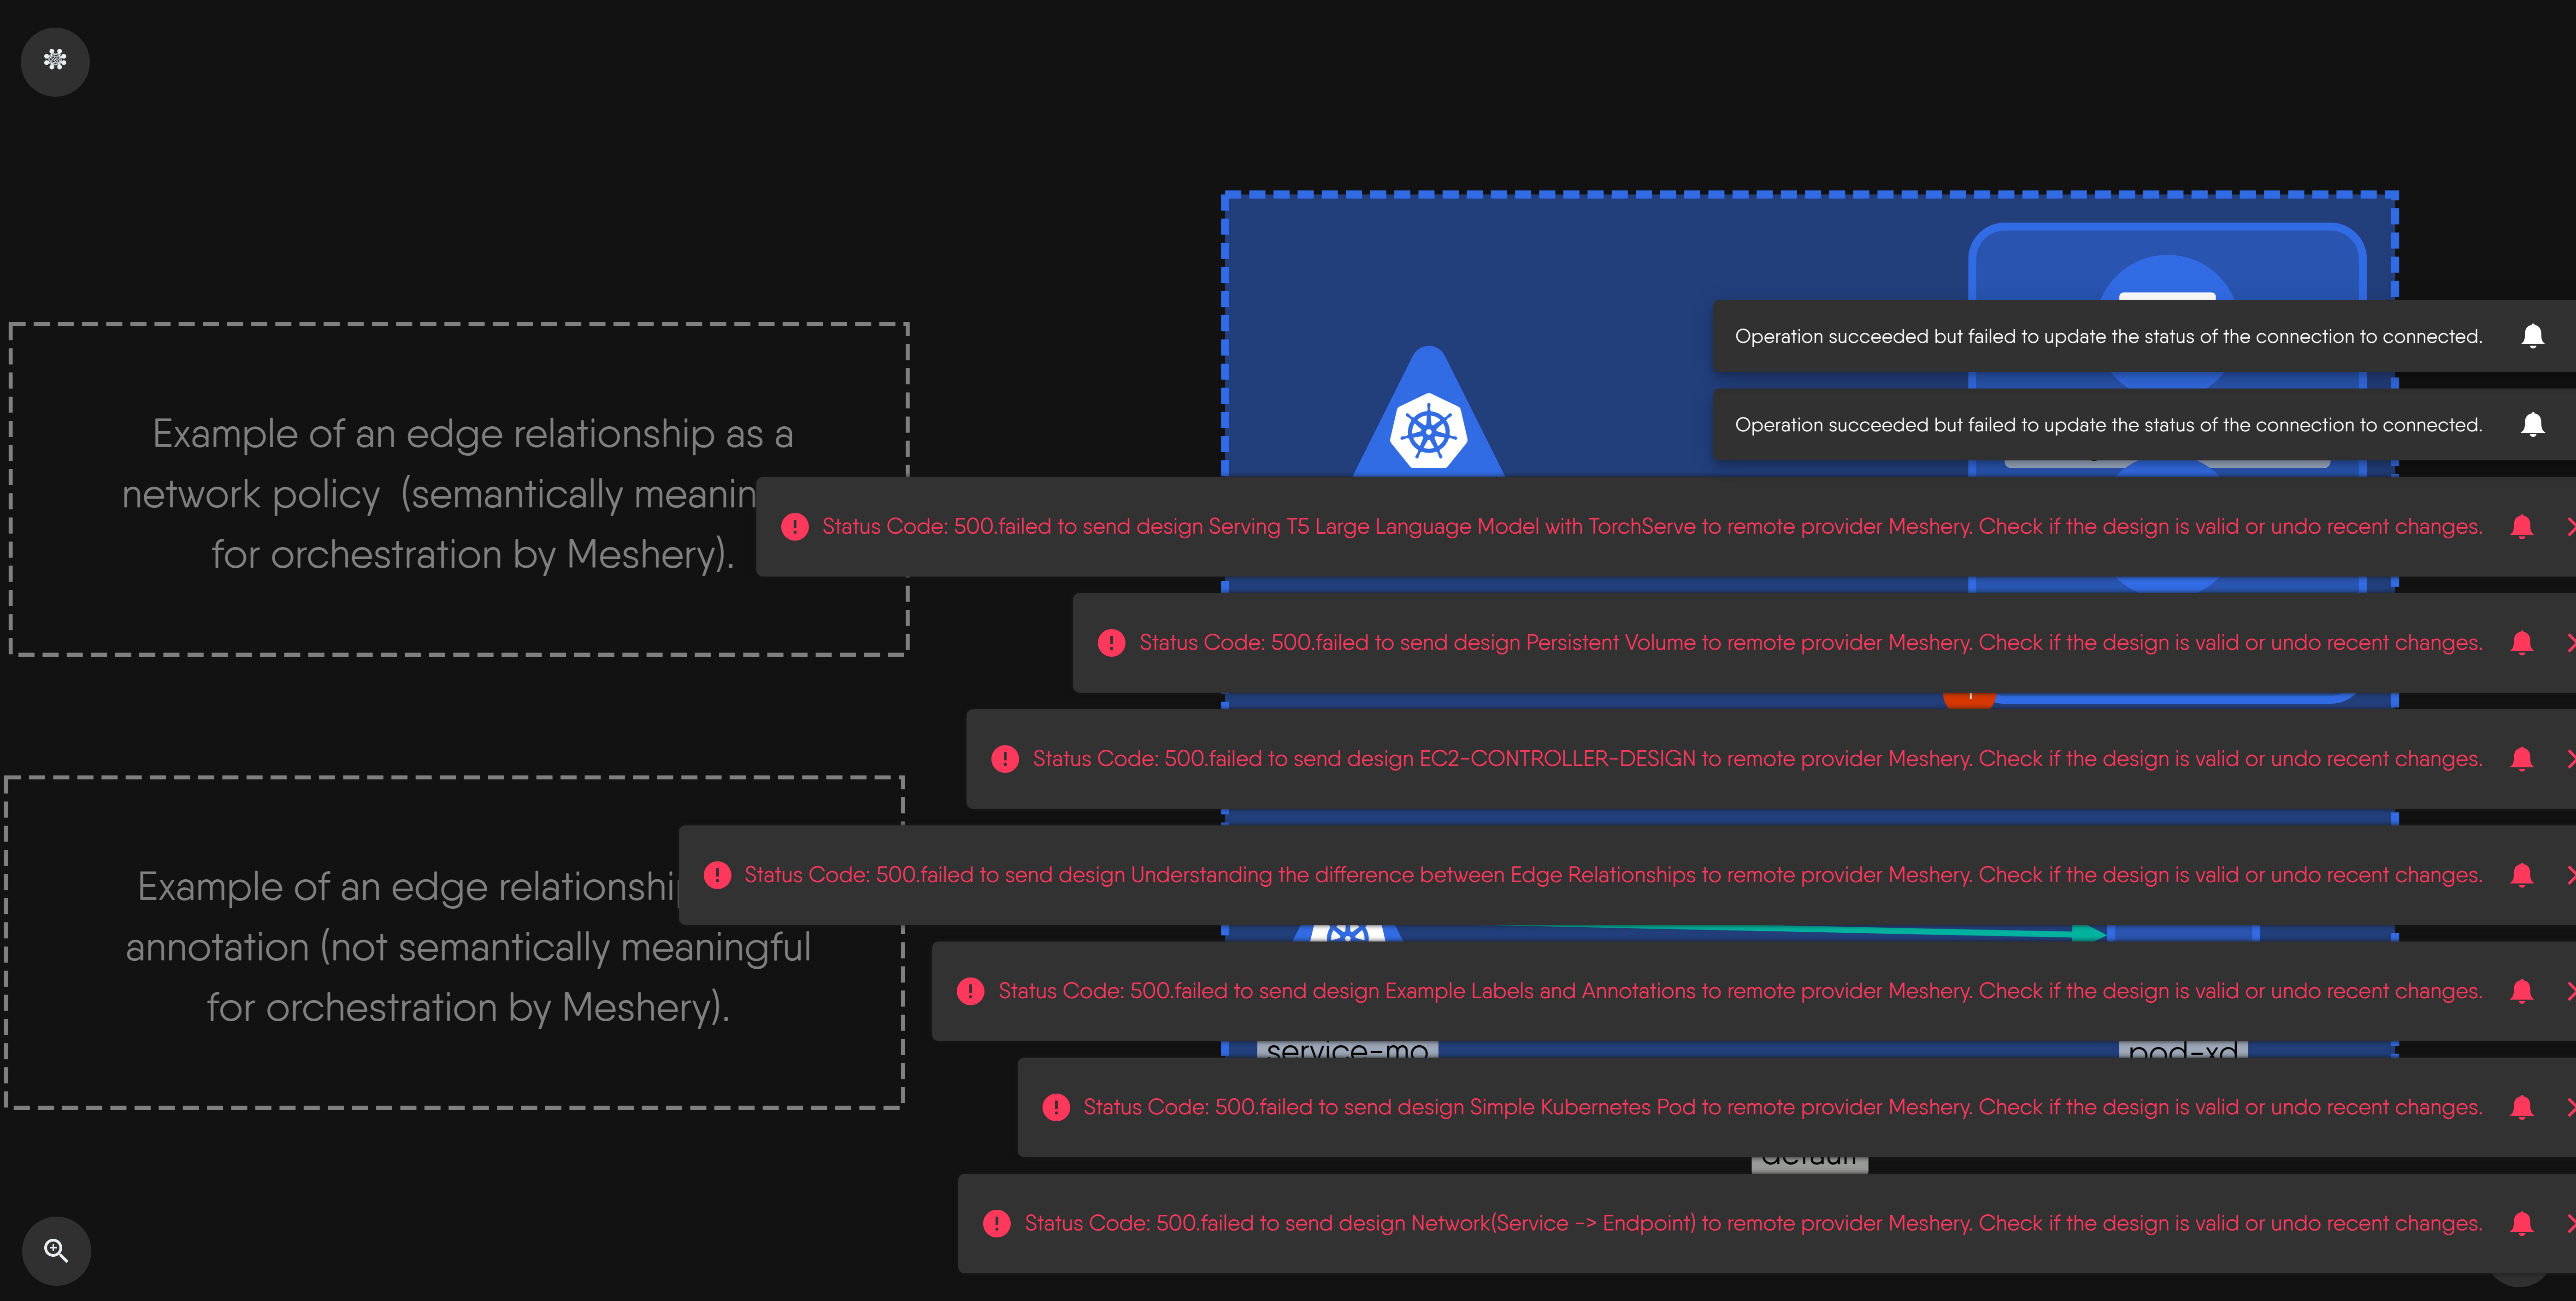 Operation succeeded but failed to update the status of the connection to connected.
Operation succeeded but failed to update the status of the connection to connected.
Example of an edge relationship as a
network policy (semantically
for orchestration by Meshery).
Status Code: 500.failed to send design Serving T5 Large Language Model with TorchServe to remote provider Meshery. Check if the design is valid or undo recent changes.
Status Code: 500.failed to send design Persistent Volume to remote provider Meshery. Check if the design is valid or undo recent changes.
Status Code: 500.failed to send design EC2-CONTROLLER-DESIGN to remote provider Meshery. Check if the design is valid or undo recent changes.
Status Code: 500.failed to send design Understanding the difference between Edge Relationships to remote provider Meshery. Check if the design is valid or undo recent changes.
Example of an edge
annotation (not semantically meaningful
for orchestration by Meshery).
Status Code: 500.failed to send design Example Labels and Annotations to remote provider Meshery. Check if the design is valid or undo recent changes.
service-mo
pod-xd
Status Code: 500.failed to send design Simple Kubernetes Pod to remote provider Meshery. Check if the design is valid or undo recent changes.
default
Status Code: 500.failed to send design Network(Service -> Endpoint) to remote provider Meshery. Check if the design is valid or undo recent changes.